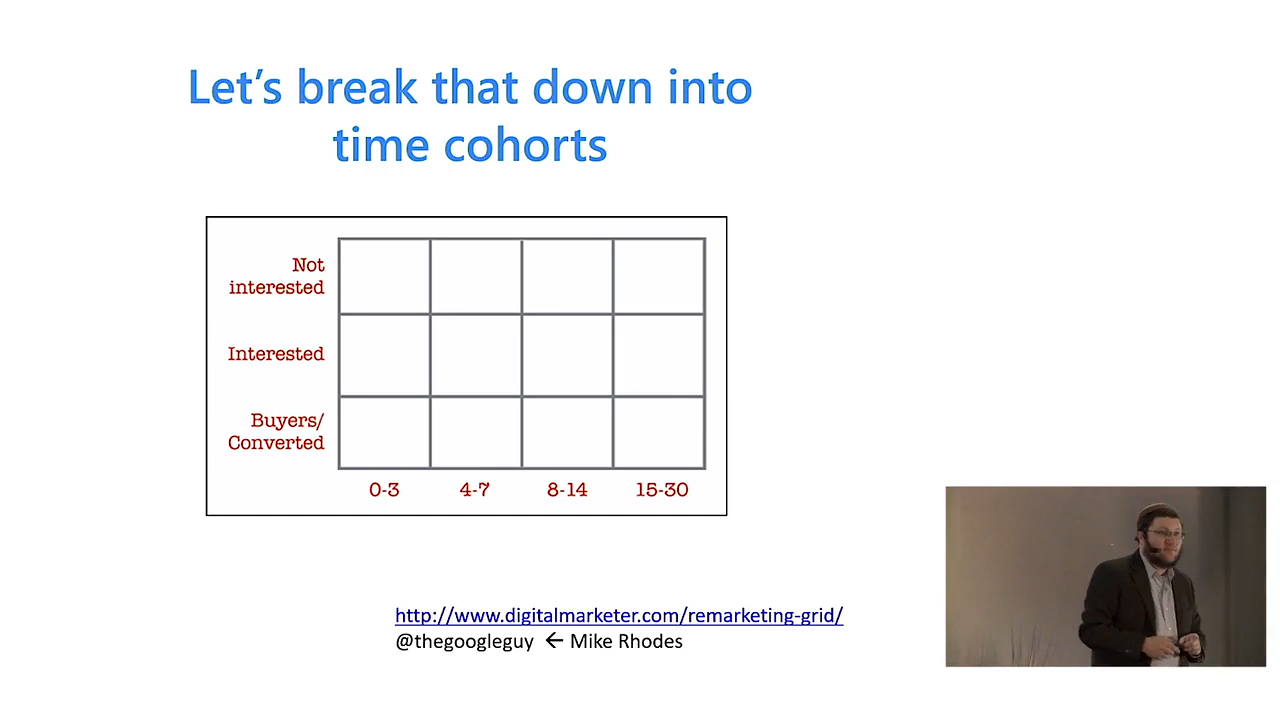 Let's break that down into
time cohorts
Not
interested
Interested
Buyers/
Converted
0-3 4-7 8-14 15-30
http://www.digitalmarketer.com/remarketing-grid/
@thegoogleguy ← Mike Rhodes